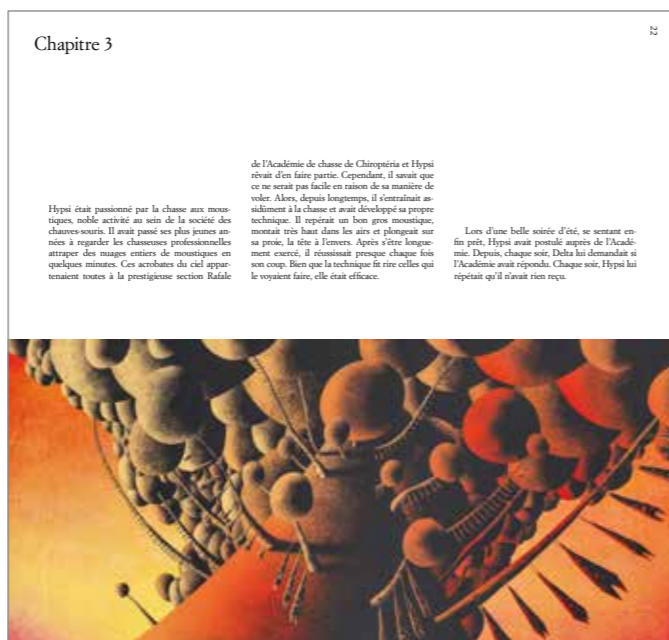 Chapitre 3
22
Hypsi était passionné par la chasse aux mous-
tiques, noble activité au sein de la société des
chauves-souris. Il avait passé ses plus jeunes an-
nées à regarder les chasseuses professionnelles
attraper des nuages entiers de moustiques en
quelques minutes. Ces acrobates du ciel appar-
tenaient toutes à la prestigieuse section Rafale
de l'Académie de chasse de Chiroptéria et Hypsi
rêvait d'en faire partie. Cependant, il savait que
ce ne serait pas facile en raison de sa manière de
voler. Alors, depuis longtemps, il s'entraînait as-
sidûment à la chasse et avait développé sa propre
technique. Il repérait un bon gros moustique,
montait très haut dans les airs et plongeait sur
sa proie, la tête à l'envers. Après s'être longue-
ment exercé, il réussissait presque chaque fois
son coup. Bien que la technique fît rire celles qui
le voyaient faire, elle était efficace.
Lors d'une belle soirée d'été, se sentant en-
fin prêt, Hypsi avait postulé auprès de l'Acadé-
mie. Depuis, chaque soir, Delta lui demandait si
l'Académie avait répondu. Chaque soir, Hypsi lui
répétait qu'il n'avait rien reçu.